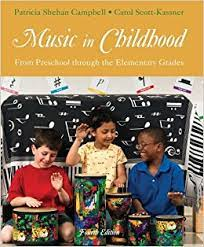 Patricia Shehan Campbell • Carol Scott-Kassner
Music in Childhood
From Preschool through the Elementary Grades
Fourth Edition